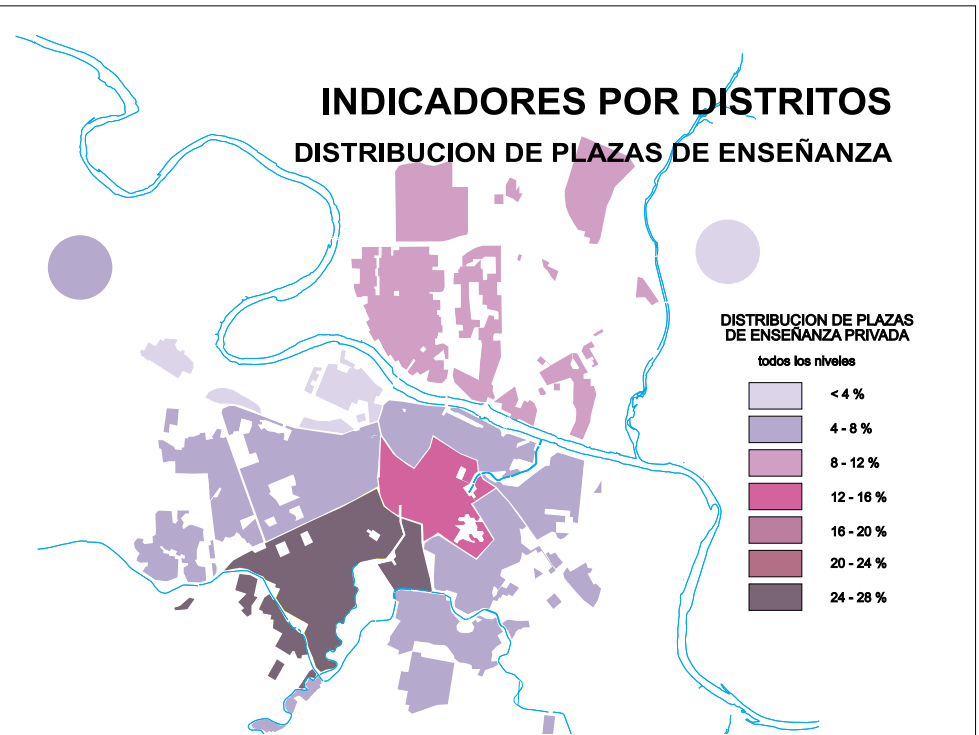 INDICADORES POR DISTRITOS
DISTRIBUCION DE PLAZAS DE ENSEÑANZA
DISTRIBUCION DE PLAZAS
DE ENSEÑANZA PRIVADA
todos los niveles
< 4 %
4 - 8 %
8 - 12 %
12 - 16 %
16 - 20 %
20 - 24 %
24 - 28 %